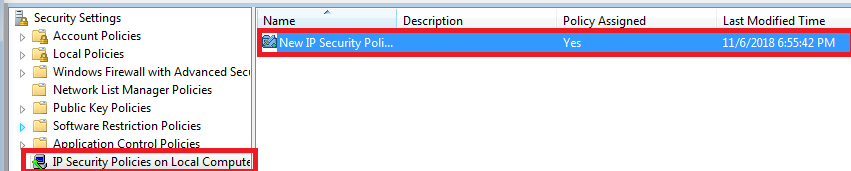 Security Settings
Account Policies
Local Policies
Windows Firewall with Advanced Secu
Network List Manager Policies
Public Key Policies
Software Restriction Policies
Application Control Policies
IP Security Policies on Local Compute
Name Description Policy Assigned Last Modified Time
New IP Security Poli... Yes 11/6/2018 6:55:42 PM